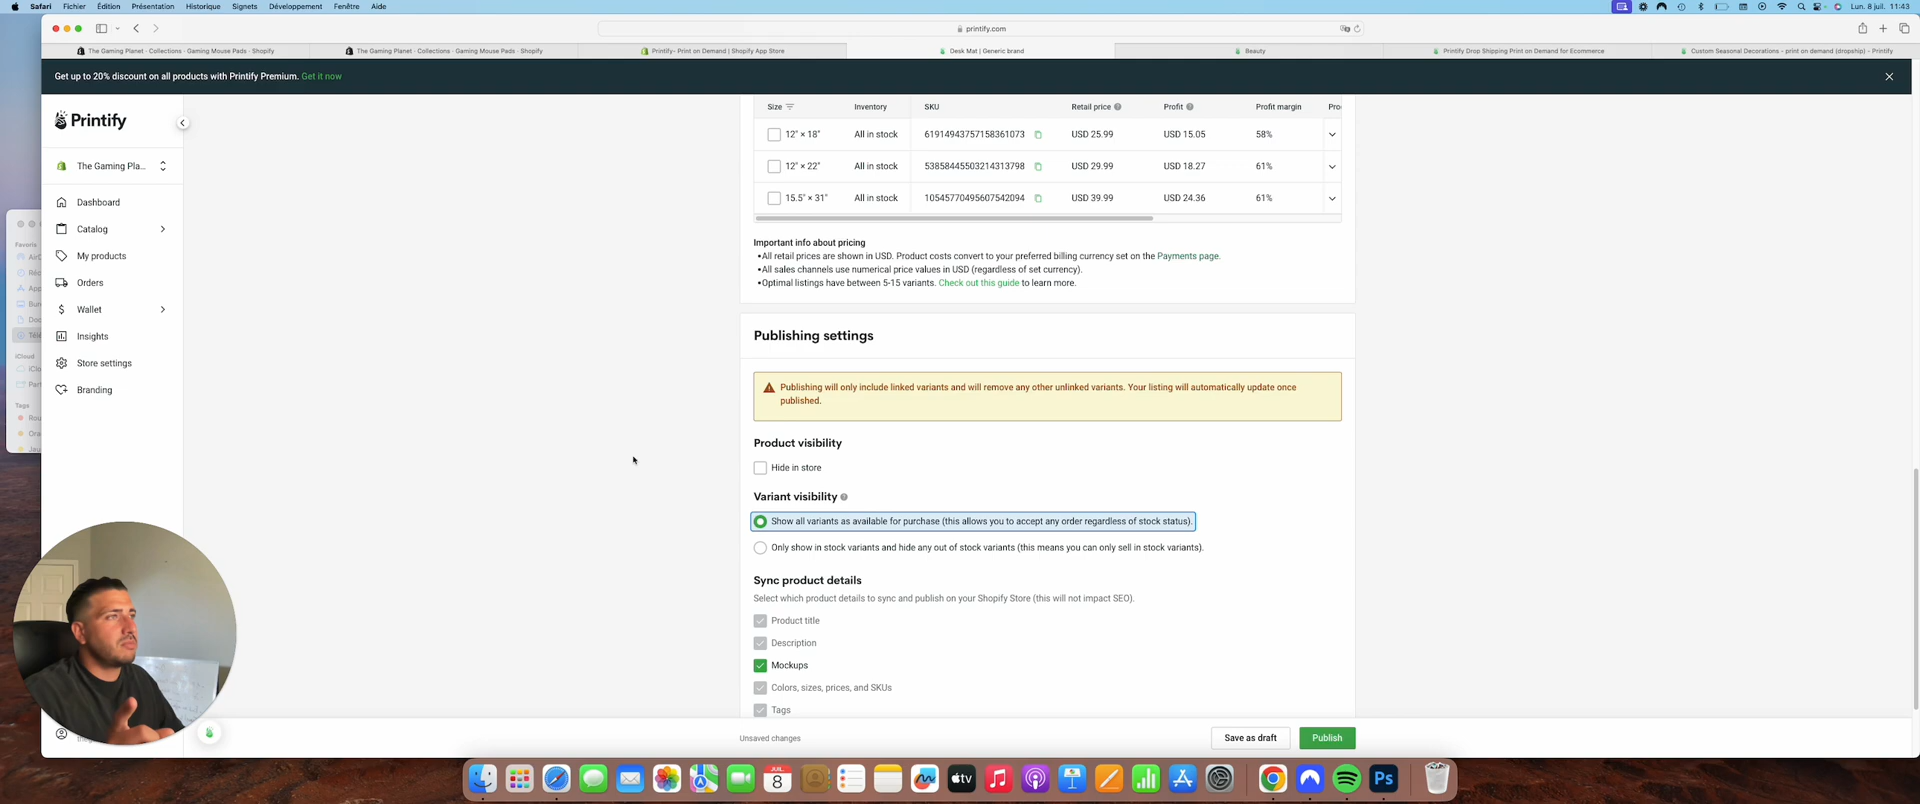 Safari Fichier Édition Présentation Historique Signets Développement Fenêtre Aide
Lun. 8 juil. 11:43
printify.com
The Gaming Planet · Collections · Gaming Mouse Pads · Shopify
The Gaming Planet · Collections · Gaming Mouse Pads · Shopify
Printify- Print on Demand | Shopify App Store
Desk Mat | Generic brand
Beauty
Printify Drop Shipping Print on Demand for Ecommerce
Custom Seasonal Decorations - print on demand (dropship) - Printify
Get up to 20% discount on all products with Printify Premium. Get it now
Printify
The Gaming Pla...
Dashboard
Catalog
My products
Orders
Wallet
Insights
Store settings
Branding
Favoris
iCloud
Tags
Size Inventory SKU Retail price Profit Profit margin
12" × 18" All in stock 61914943757158361073 USD 25.99 USD 15.05 58%
12" × 22" All in stock 53858445503214313798 USD 29.99 USD 18.27 61%
15.5" × 31" All in stock 10545770495607542094 USD 39.99 USD 24.36 61%
Important info about pricing
•All retail prices are shown in USD. Product costs convert to your preferred billing currency set on the Payments page.
•All sales channels use numerical price values in USD (regardless of set currency).
•Optimal listings have between 5-15 variants. Check out this guide to learn more.
Publishing settings
Publishing will only include linked variants and will remove any other unlinked variants. Your listing will automatically update once
published.
Product visibility
Hide in store
Variant visibility
Show all variants as available for purchase (this allows you to accept any order regardless of stock status).
Only show in stock variants and hide any out of stock variants (this means you can only sell in stock variants).
Sync product details
Select which product details to sync and publish on your Shopify Store (this will not impact SEO).
Product title
Description
Mockups
Colors, sizes, prices, and SKUs
Tags
Unsaved changes
Save as draft
Publish
JUIL.
8
tv
Ps